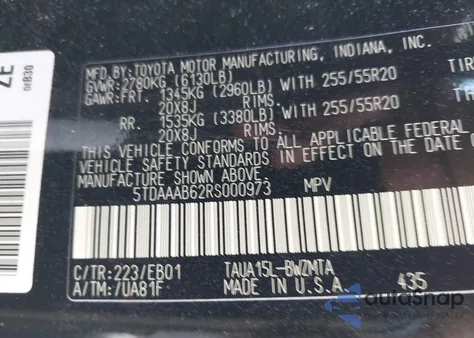 MFD.BY:TOYOTA MOTOR MANUFACTURING, INDIANA, INC.
GVWR:2780KG (6130LB)
GAWR:FRT. 1345KG (2960LB) WITH 255/55R20 TIR
20X8J RIMS.
RR. 1535KG (3380LB) WITH 255/55R20
20X8J RIMS.
THIS VEHICLE CONFORMS TO ALL APPLICABLE FEDERAL
VEHICLE SAFETY STANDARDS IN EFFECT ON THE DATE O
MANUFACTURE SHOWN ABOVE.
5TDAAAB62RS000973 MPV
C/TR:223/EB01 TAUA15L-BWZMTA
A/TM:7UA81F MADE IN U.S.A. 435
0EB30
autosnap